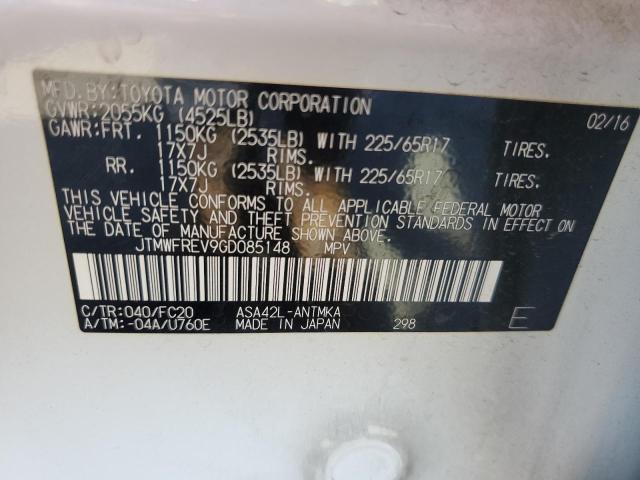 MFD. BY: TOYOTA MOTOR CORPORATION 02/16
GVWR: 2055KG (4525LB)
GAWR: FRT. 1150KG (2535LB) WITH 225/65R17 TIRES.
17X7J RIMS.
RR. 1150KG (2535LB) WITH 225/65R17 TIRES.
17X7J RIMS.
THIS VEHICLE CONFORMS TO ALL APPLICABLE FEDERAL MOTOR
VEHICLE SAFETY AND THEFT PREVENTION STANDARDS IN EFFECT ON
THE DATE OF MANUFACTURE SHOWN ABOVE.
JTMWFREV9GD085148 MPV
C/TR: 040/FC20 ASA42L-ANTMKA
A/TM: -04A/U760E MADE IN JAPAN 298 E